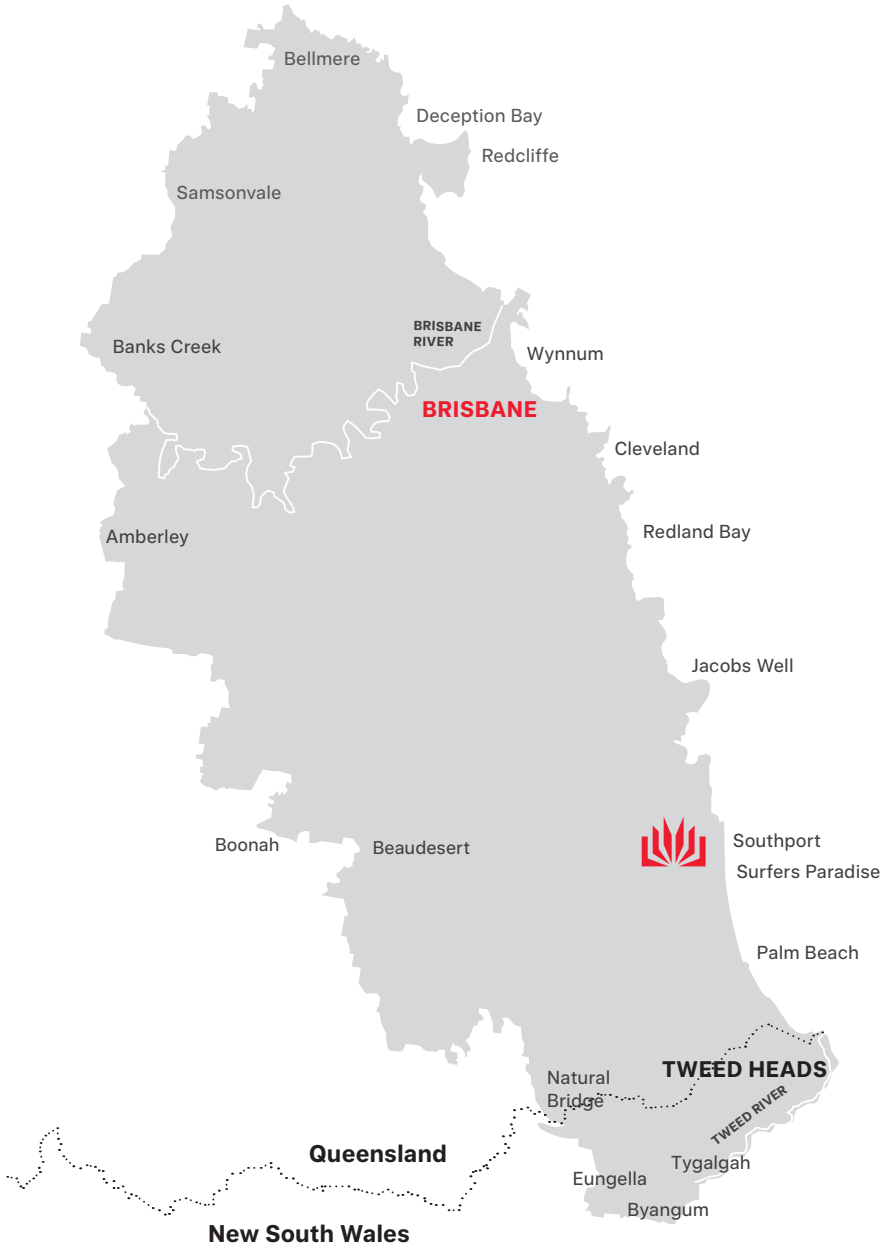 Bellmere
Deception Bay
Redcliffe
Samsonvale
BRISBANE
RIVER
Banks Creek
Wynnum
BRISBANE
Cleveland
Redland Bay
Amberley
Jacobs Well
Southport
Boonah
Beaudesert
Surfers Paradise
Palm Beach
TWEED HEADS
Natural
Bridge
TWEED RIVER
Queensland
Tygalgah
Eungella
Byangum
New South Wales